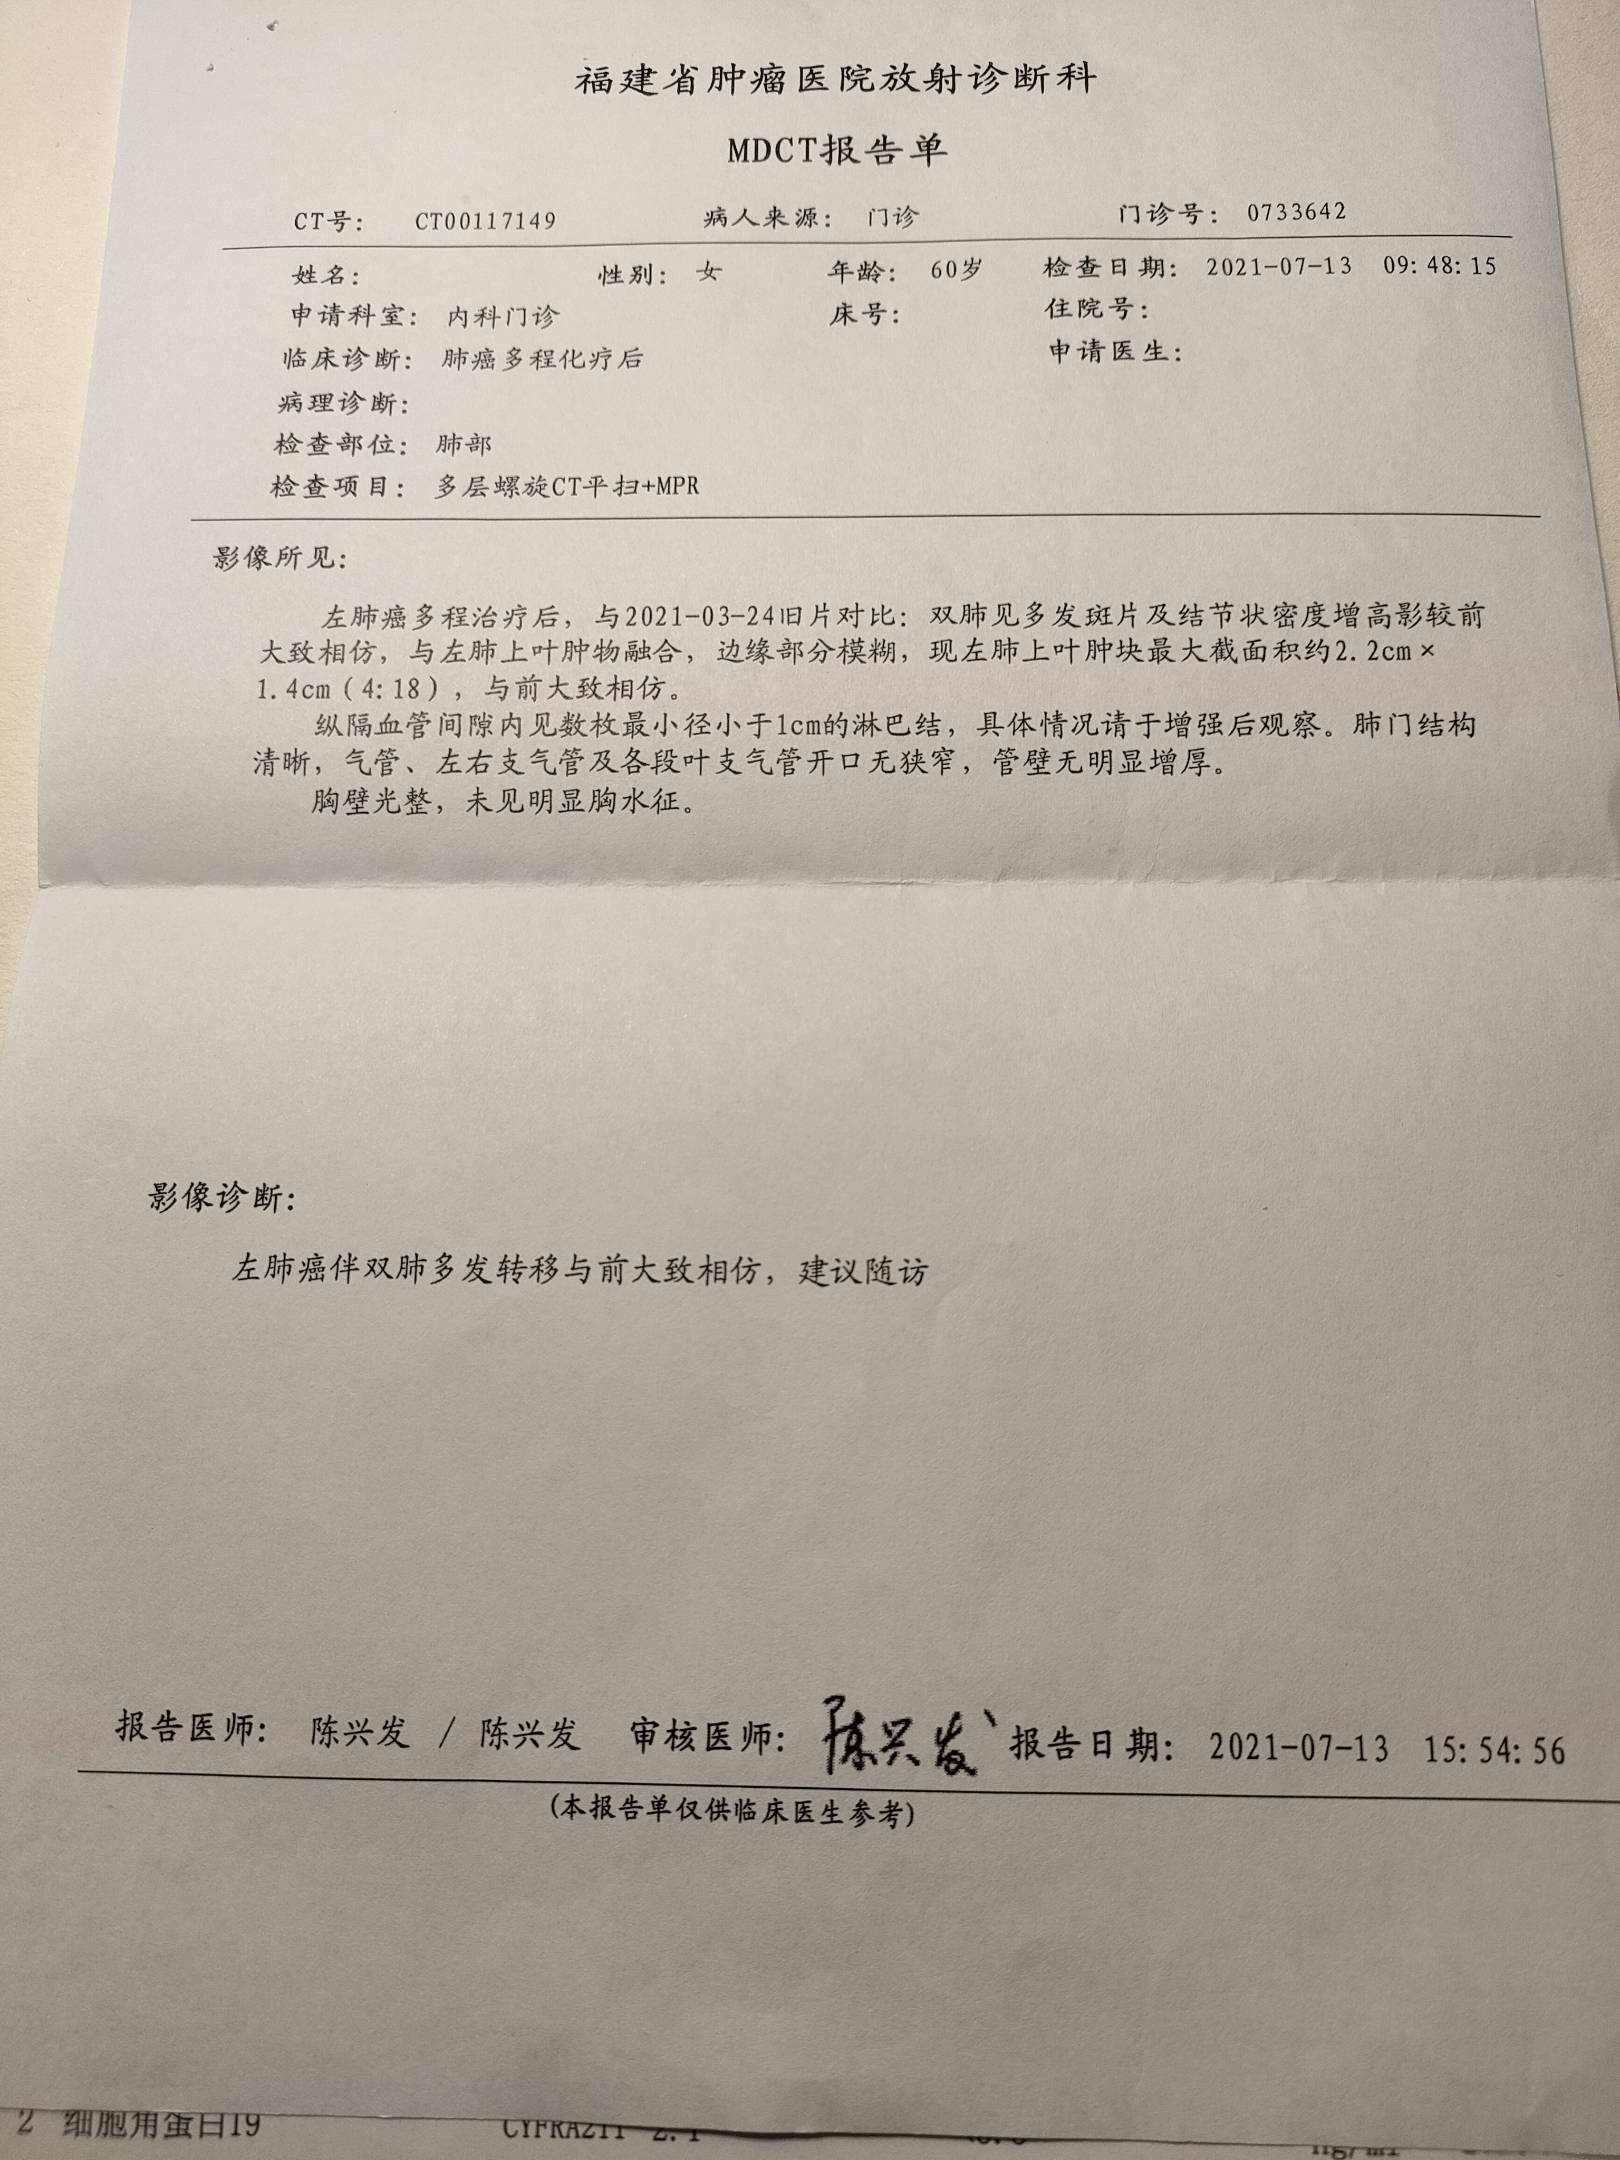 福建省肿瘤医院放射诊断科
MDCT报告单
CT号： CT00117149 病人来源： 门诊 门诊号： 0733642
姓名： 性别： 女 年龄： 60岁 检查日期： 2021-07-13 09:48:15
申请科室： 内科门诊 床号： 住院号：
临床诊断： 肺癌多程化疗后 申请医生：
病理诊断：
检查部位： 肺部
检查项目： 多层螺旋CT平扫+MPR
影像所见：
左肺癌多程治疗后，与2021-03-24旧片对比：双肺见多发斑片及结节状密度增高影较前
大致相仿，与左肺上叶肿物融合，边缘部分模糊，现左肺上叶肿块最大截面积约2.2cm×
1.4cm（4:18），与前大致相仿。
纵隔血管间隙内见数枚最小径小于1cm的淋巴结，具体情况请于增强后观察。肺门结构
清晰，气管、左右支气管及各段叶支气管开口无狭窄，管壁无明显增厚。
胸壁光整，未见明显胸水征。
影像诊断：
左肺癌伴双肺多发转移与前大致相仿，建议随访
报告医师： 陈兴发 / 陈兴发 审核医师： 陈兴发 报告日期： 2021-07-13 15:54:56
(本报告单仅供临床医生参考)
2 细胞角蛋白19 CYFRA211 2.1 ng/ml